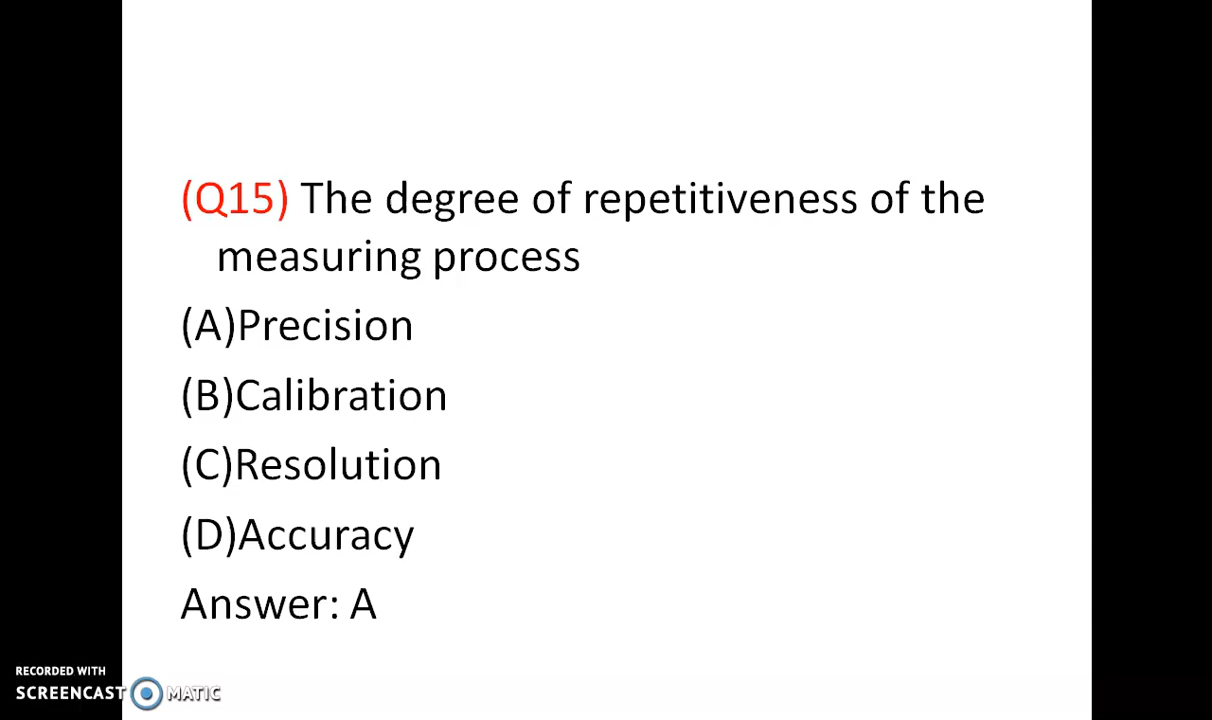 (Q15) The degree of repetitiveness of the
measuring process
(A)Precision
(B)Calibration
(C)Resolution
(D)Accuracy
Answer: A
RECORDED WITH
SCREENCAST MATIC